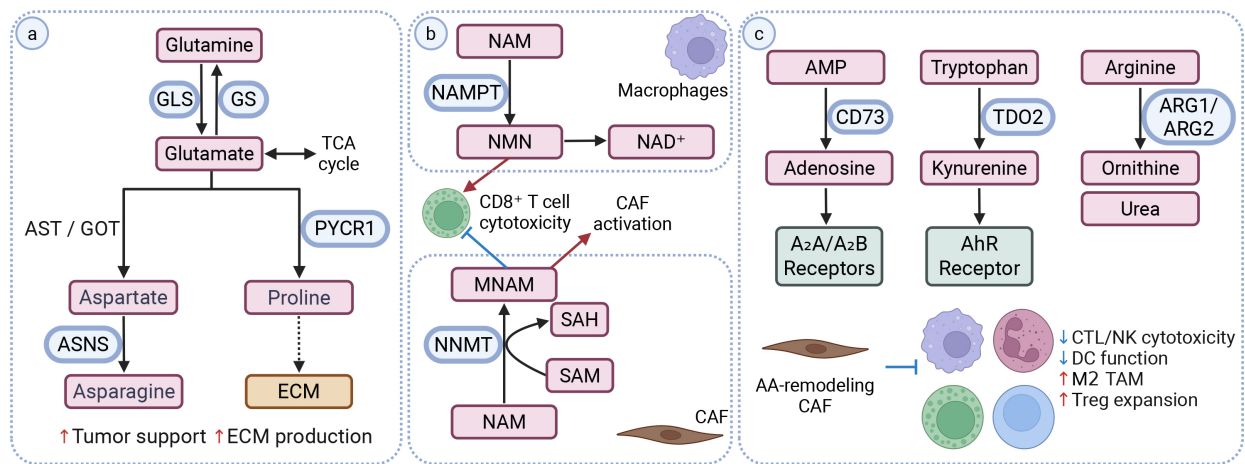 a
Glutamine
GLS
GS
Glutamate
TCA
cycle
AST / GOT
PYCR1
Aspartate
Proline
ASNS
Asparagine
ECM
↑Tumor support ↑ECM production
b
NAM
NAMPT
Macrophages
NMN
NAD⁺
CD8⁺ T cell
cytotoxicity
CAF
activation
MNAM
SAH
NNMT
SAM
NAM
CAF
c
AMP
Tryptophan
Arginine
CD73
TDO2
ARG1/
ARG2
Adenosine
Kynurenine
Ornithine
Urea
A₂A/A₂B
Receptors
AhR
Receptor
AA-remodeling
CAF
↓CTL/NK cytotoxicity
↓DC function
↑M2 TAM
↑Treg expansion